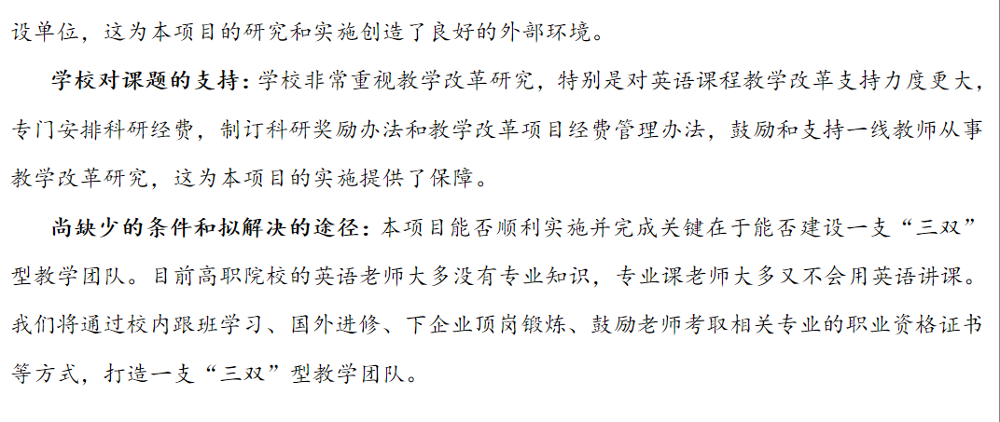 设单位，这为本项目的研究和实施创造了良好的外部环境。
学校对课题的支持：学校非常重视教学改革研究，特别是对英语课程教学改革支持力度更大，
专门安排科研经费，制订科研奖励办法和教学改革项目经费管理办法，鼓励和支持一线教师从事
教学改革研究，这为本项目的实施提供了保障。
尚缺少的条件和拟解决的途径：本项目能否顺利实施并完成关键在于能否建设一支“三双”
型教学团队。目前高职院校的英语老师大多没有专业知识，专业课老师大多又不会用英语讲课。
我们将通过校内跟班学习、国外进修、下企业顶岗锻炼、鼓励老师考取相关专业的职业资格证书
等方式，打造一支“三双”型教学团队。